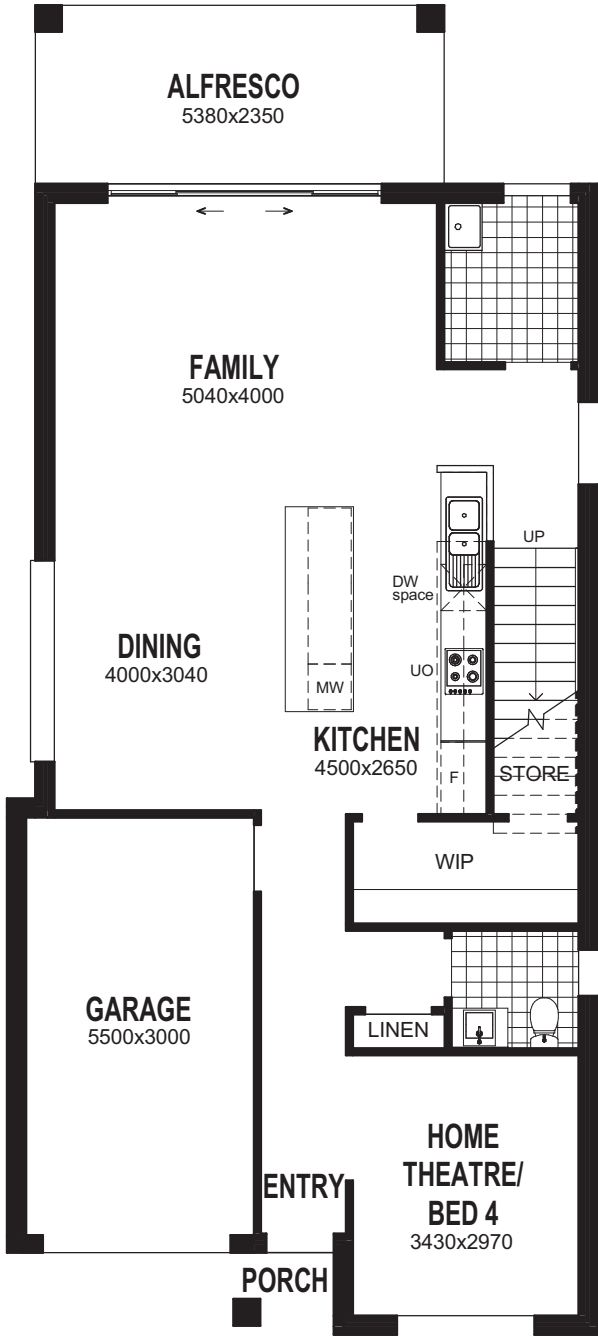 ALFRESCO
5380x2350
FAMILY
5040x4000
UP
DW
space
DINING
4000x3040
UO
MW
KITCHEN
4500x2650
F
STORE
WIP
GARAGE
5500x3000
LINEN
HOME
THEATRE/
BED 4
3430x2970
ENTRY
PORCH